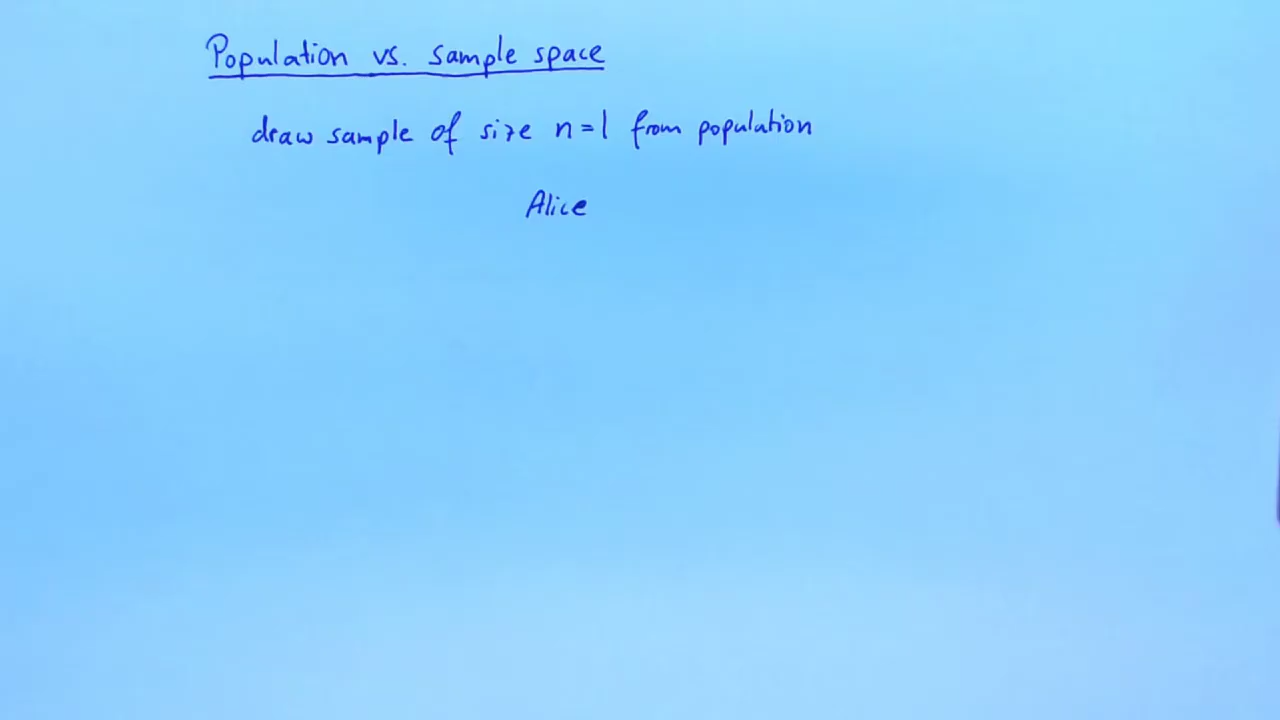 Population vs. sample space
draw sample of size n=1 from population
Alice